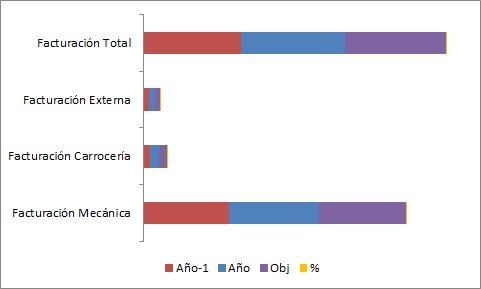 Facturación Total
Facturación Externa
Facturación Carrocería
Facturación Mecánica
Año-1 Año Obj %